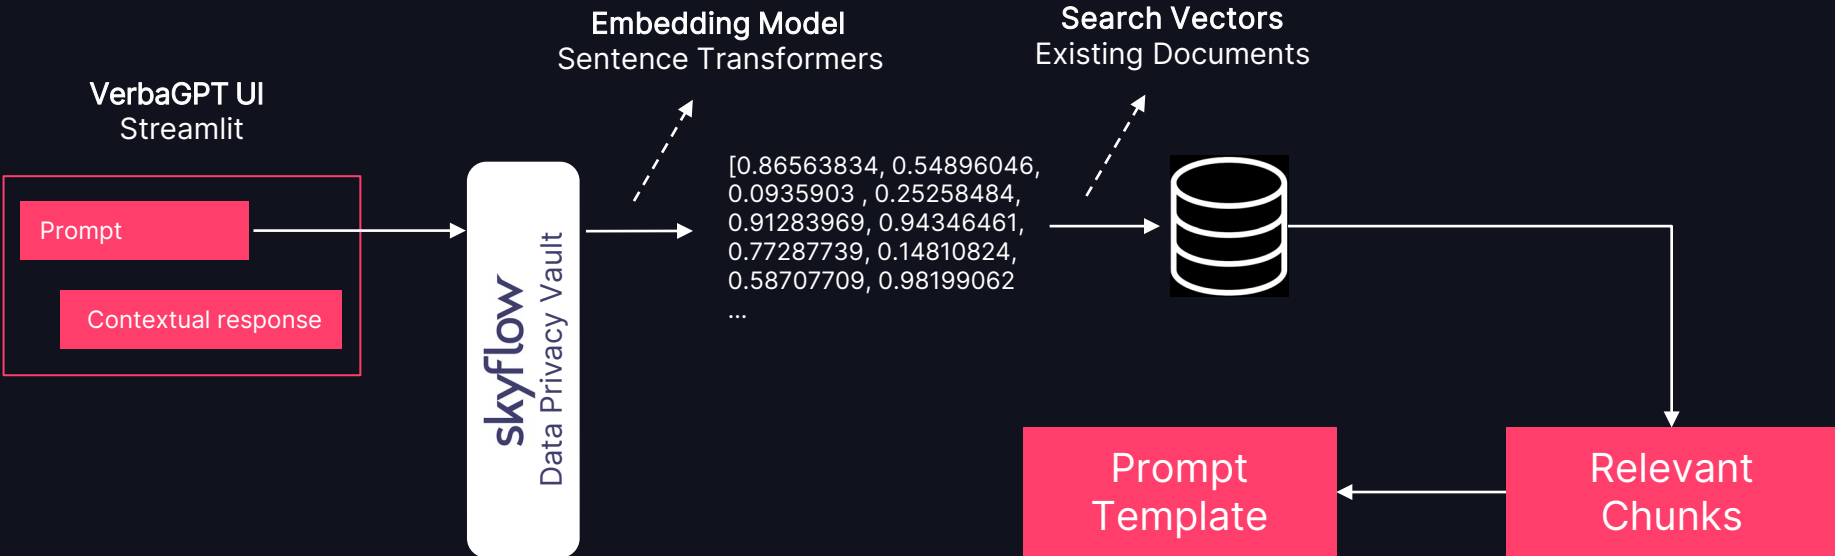 Embedding Model
Sentence Transformers
Search Vectors
Existing Documents
VerbaGPT UI
Streamlit
Prompt
Contextual response
skyflow
Data Privacy Vault
[0.86563834, 0.54896046,
0.0935903 , 0.25258484,
0.91283969, 0.94346461,
0.77287739, 0.14810824,
0.58707709, 0.98199062
...
Prompt
Template
Relevant
Chunks